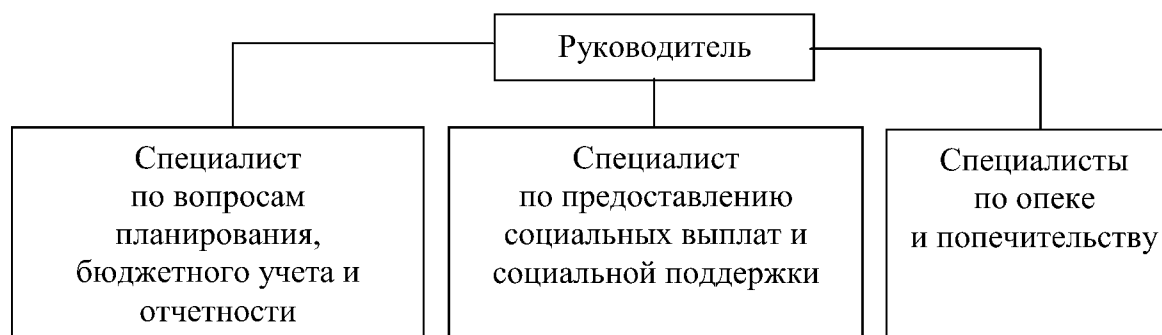 Руководитель
Специалист
по вопросам
планирования,
бюджетного учета и
отчетности
Специалист
по предоставлению
социальных выплат и
социальной поддержки
Специалисты
по опеке
и попечительству